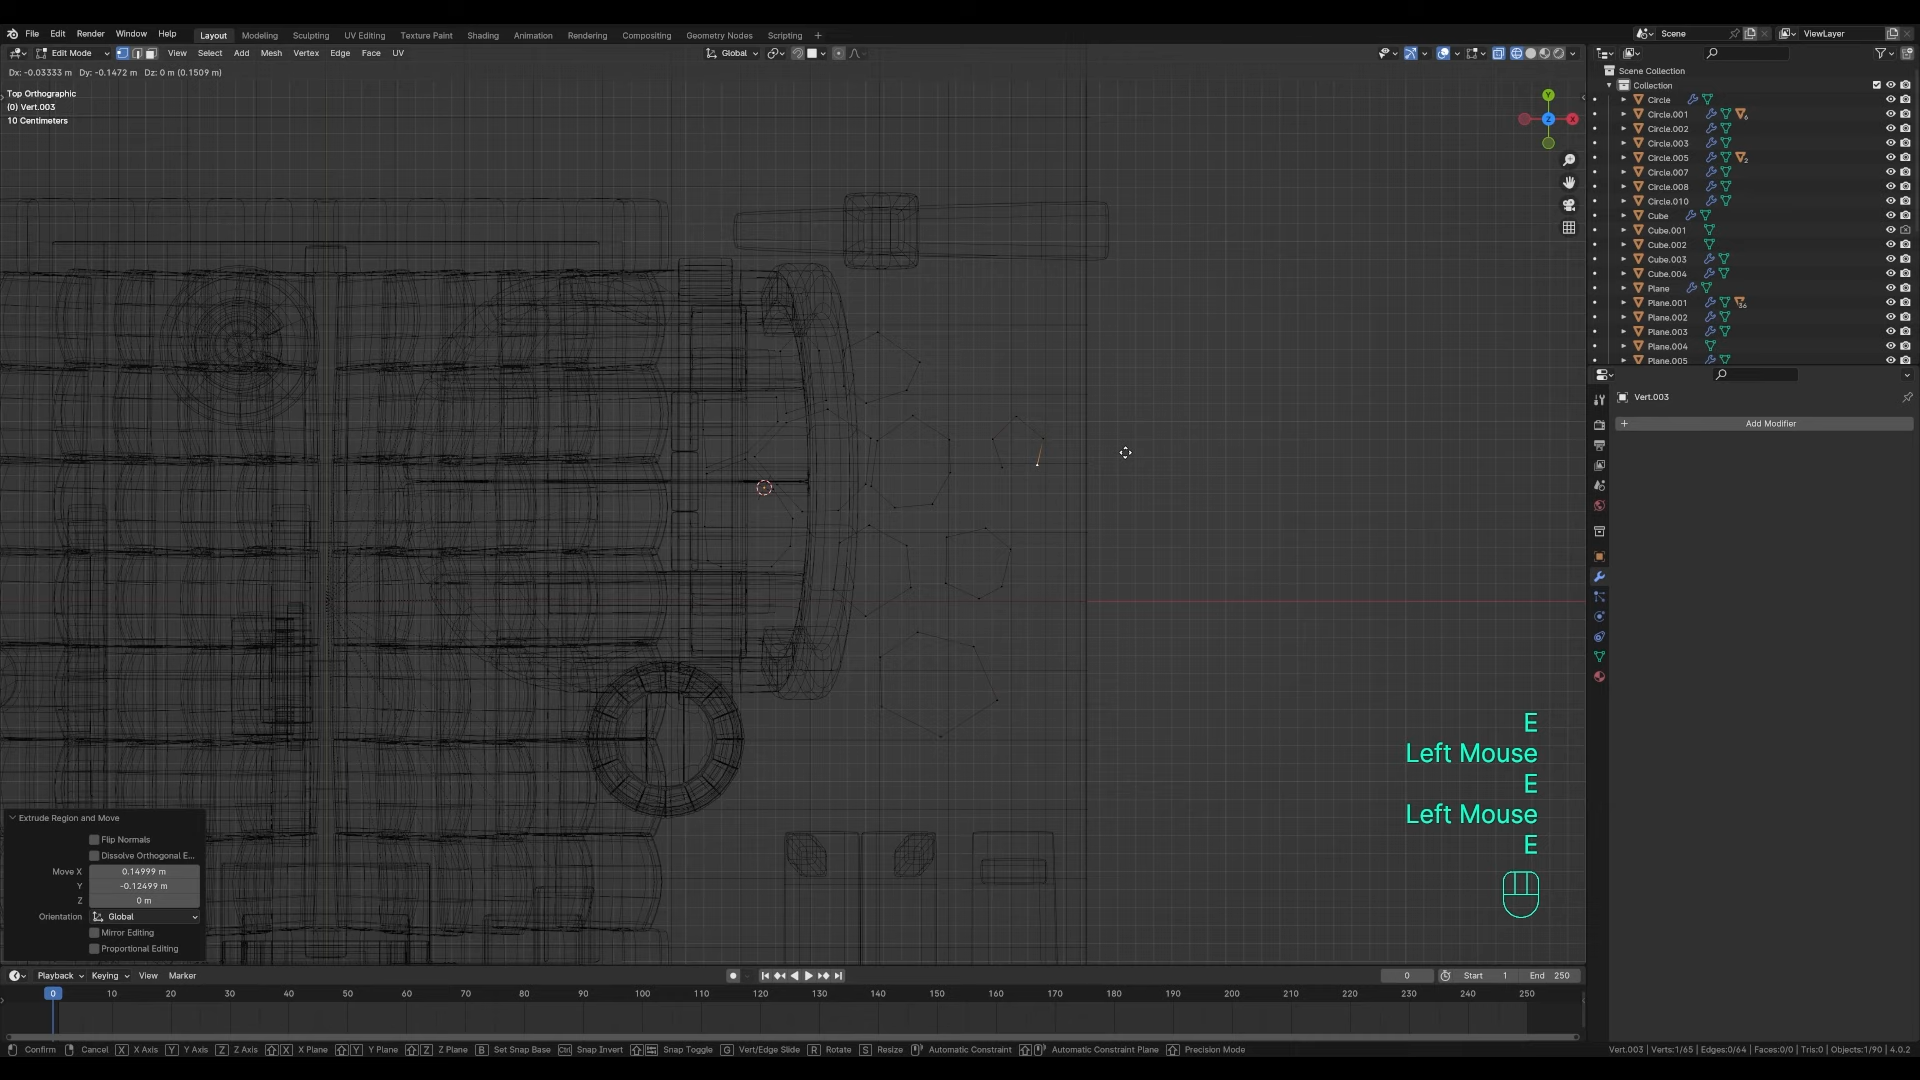 File Edit Render Window Help Layout Modeling Sculpting UV Editing Texture Paint Shading Animation Rendering Compositing Geometry Nodes Scripting + Scene ViewLayer
Edit Mode View Select Add Mesh Vertex Edge Face UV Global
Dx: -0.03333 m Dy: -0.1472 m Dz: 0 m (0.1509 m)
Top Orthographic
(0) Vert.003
10 Centimeters
Y
Z X
Scene Collection
Collection
Circle
Circle.001 6
Circle.002
Circle.003
Circle.005 2
Circle.007
Circle.008
Circle.010
Cube
Cube.001
Cube.002
Cube.003
Cube.004
Plane
Plane.001 36
Plane.002
Plane.003
Plane.004
Plane.005
Vert.003
+ Add Modifier
E
Left Mouse
E
Left Mouse
E
Extrude Region and Move
Flip Normals
Dissolve Orthogonal E...
Move X 0.14999 m
Y -0.12499 m
Z 0 m
Orientation Global
Mirror Editing
Proportional Editing
Playback Keying View Marker 0 Start 1 End 250
0 10 20 30 40 50 60 70 80 90 100 110 120 130 140 150 160 170 180 190 200 210 220 230 240 250
Confirm Cancel X X Axis Y Y Axis Z Z Axis X X Plane Y Y Plane Z Z Plane B Set Snap Base Ctrl Snap Invert Snap Toggle G Vert/Edge Slide R Rotate S Resize Automatic Constraint Automatic Constraint Plane Precision Mode Vert.003 | Verts:1/65 | Edges:0/64 | Faces:0/0 | Tris:0 | Objects:1/90 | 4.0.2